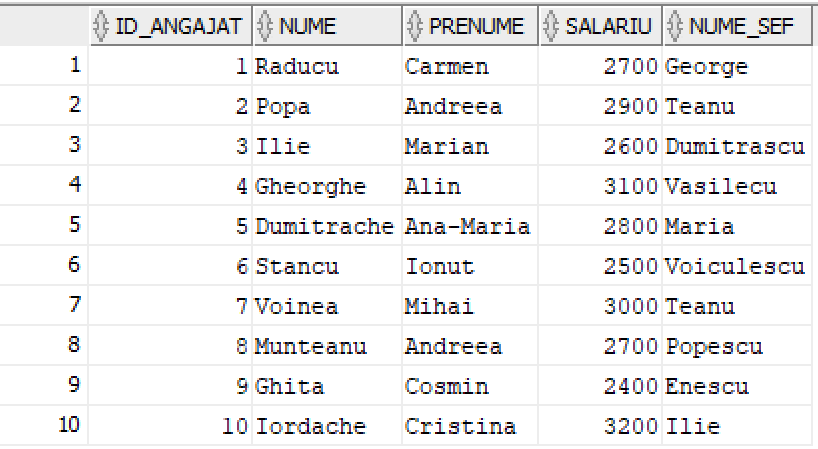 ID_ANGAJAT NUME PRENUME SALARIU NUME_SEF
1 1 Raducu Carmen 2700 George
2 2 Popa Andreea 2900 Teanu
3 3 Ilie Marian 2600 Dumitrascu
4 4 Gheorghe Alin 3100 Vasilecu
5 5 Dumitrache Ana-Maria 2800 Maria
6 6 Stancu Ionut 2500 Voiculescu
7 7 Voinea Mihai 3000 Teanu
8 8 Munteanu Andreea 2700 Popescu
9 9 Ghita Cosmin 2400 Enescu
10 10 Iordache Cristina 3200 Ilie